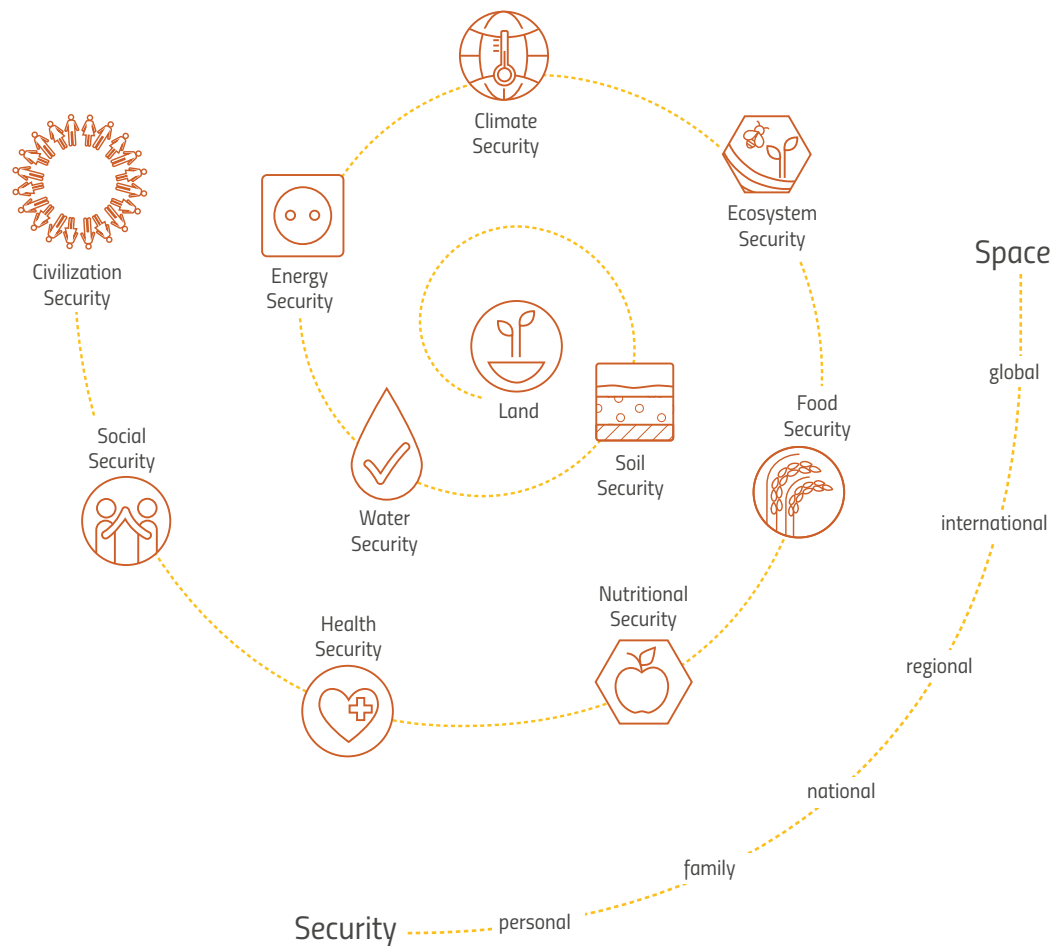 Climate
Security
Ecosystem
Security
Civilization
Security
Energy
Security
Space
global
Land
Food
Security
Social
Security
Soil
Security
Water
Security
international
Nutritional
Security
Health
Security
regional
national
family
personal
Security